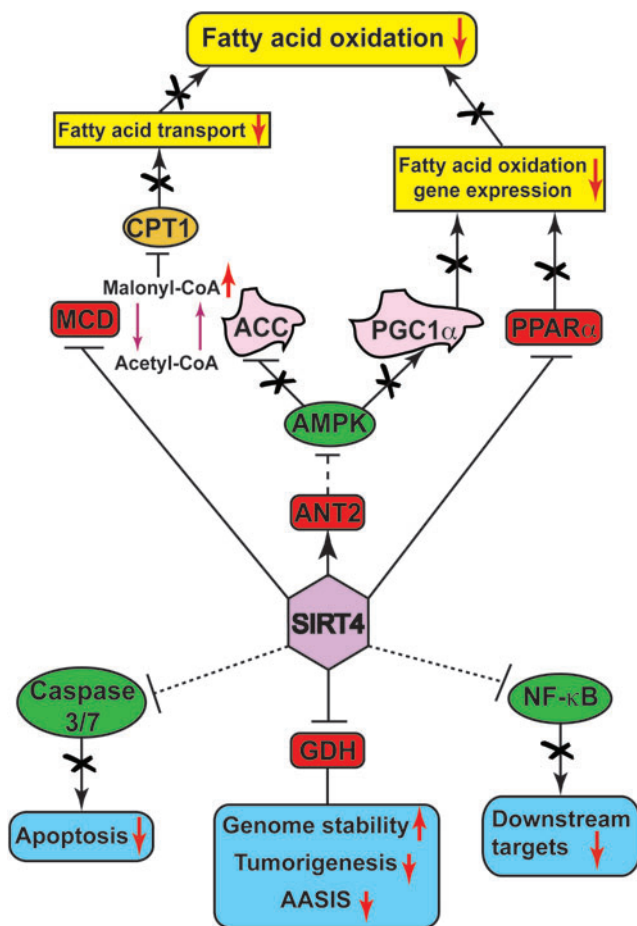 Fatty acid oxidation
Fatty acid transport
Fatty acid oxidation
gene expression
CPT1
Malonyl-CoA
MCD
ACC
PGC1α
PPARα
Acetyl-CoA
AMPK
ANT2
SIRT4
Caspase
3/7
NF-κB
GDH
Apoptosis
Genome stability
Tumorigenesis
AASIS
Downstream
targets